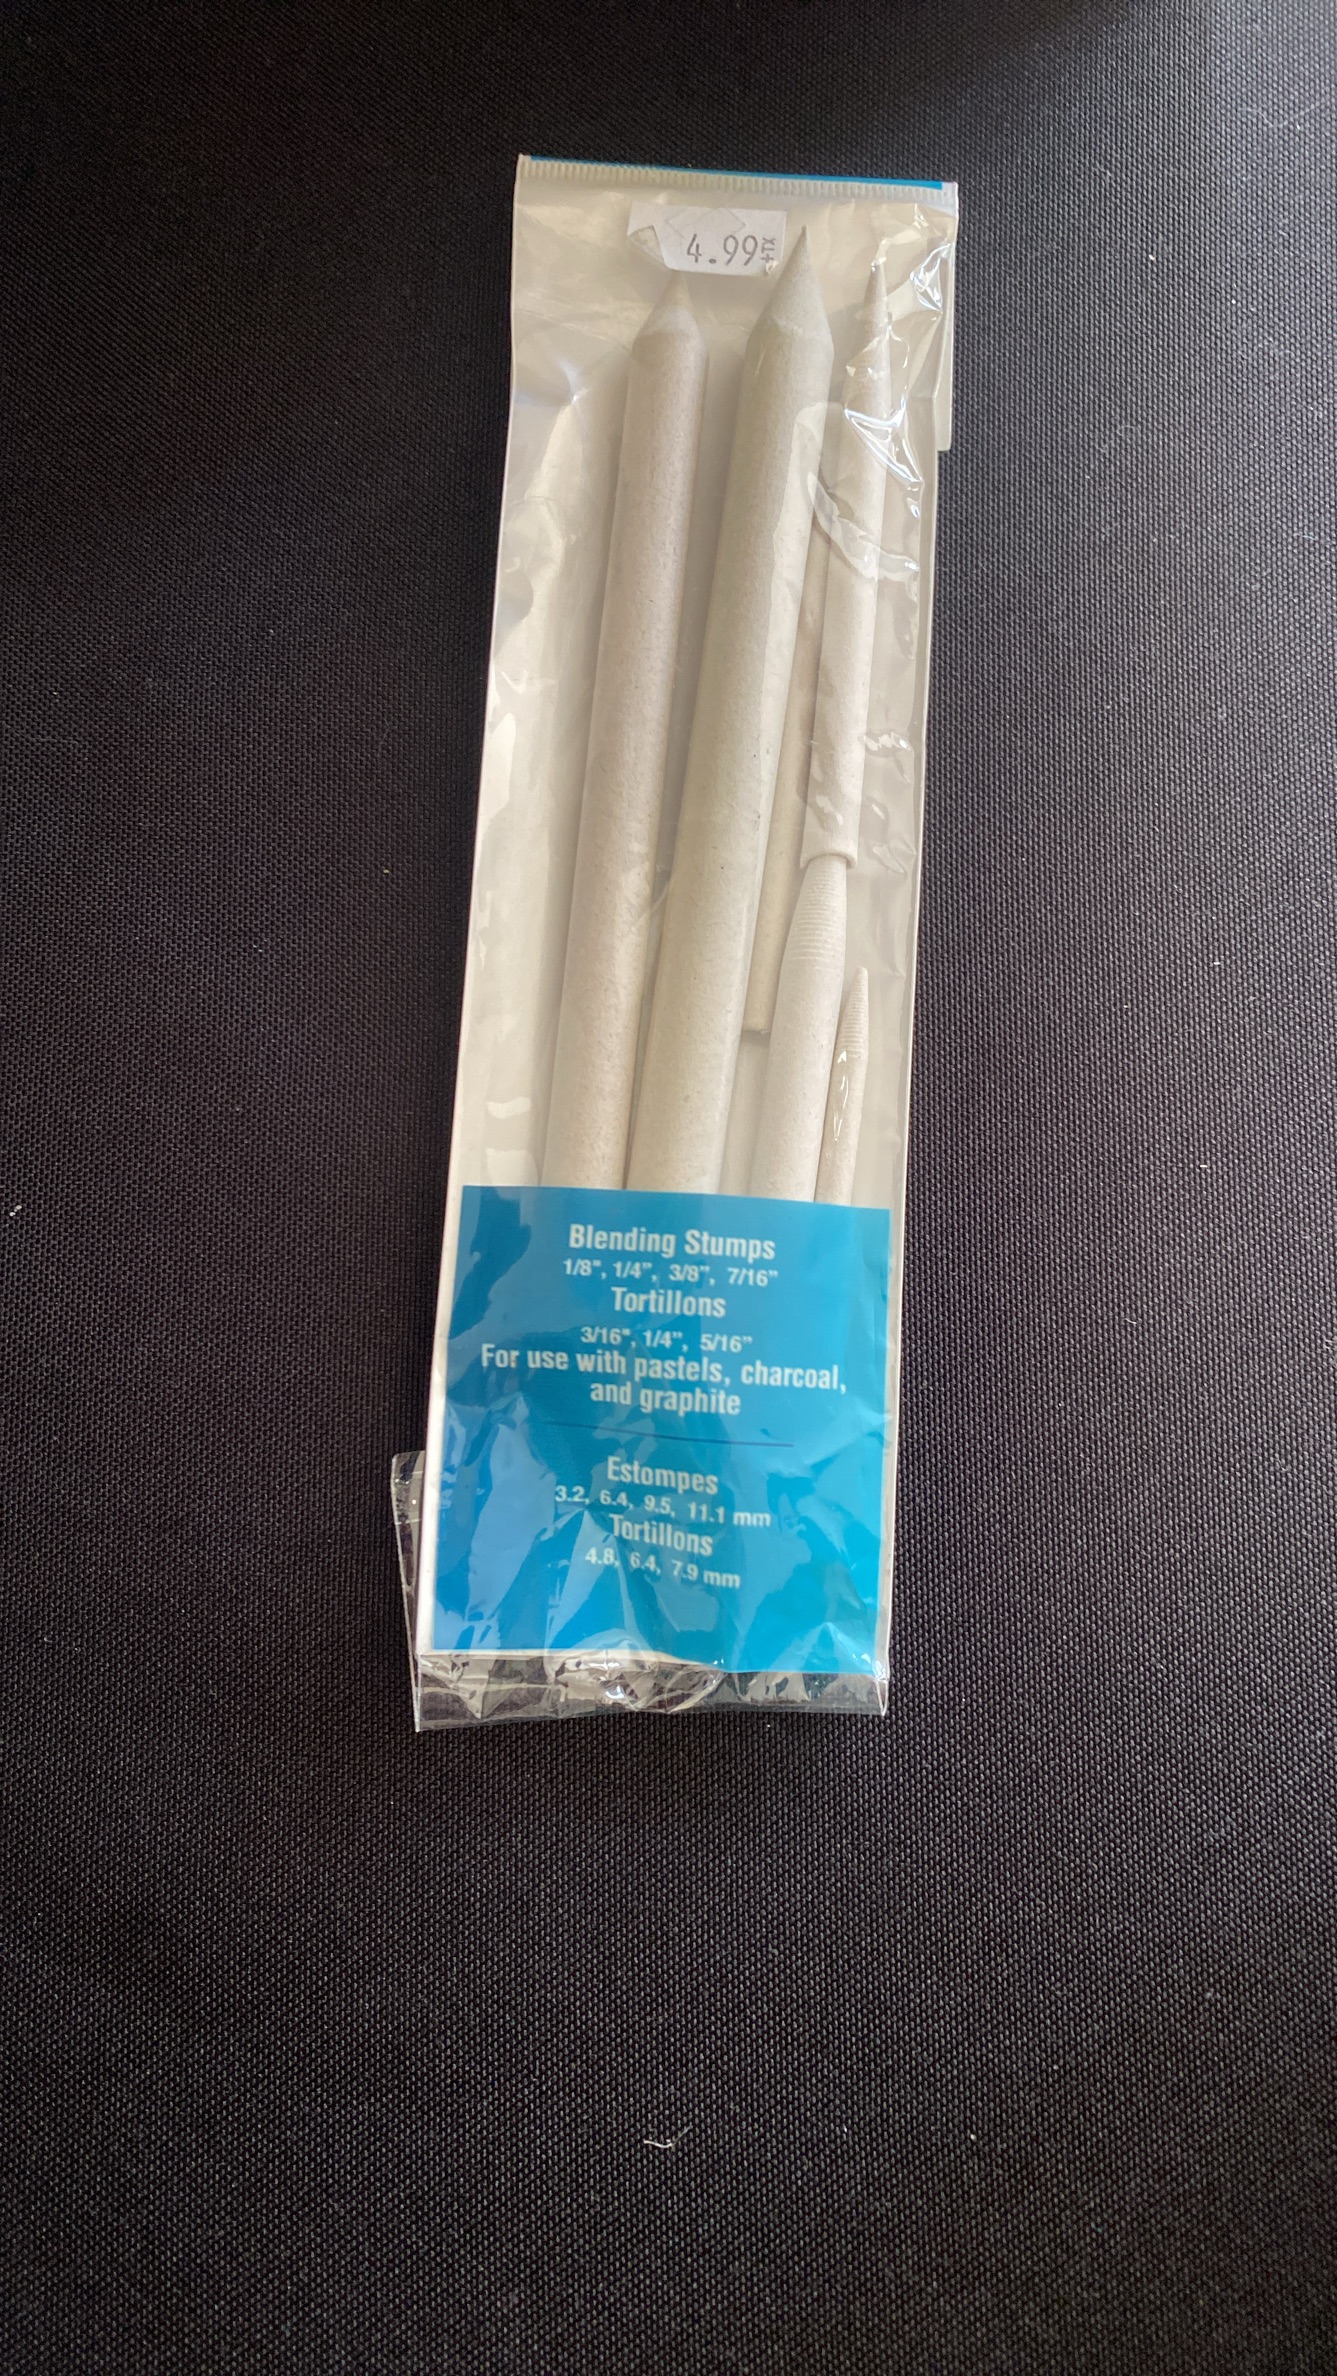 4.99 +TX
Blending Stumps
1/8", 1/4", 3/8", 7/16"
Tortillons
3/16", 1/4", 5/16"
For use with pastels, charcoal,
and graphite
Estompes
3.2, 6.4, 9.5, 11.1 mm
Tortillons
4.8, 6.4, 7.9 mm